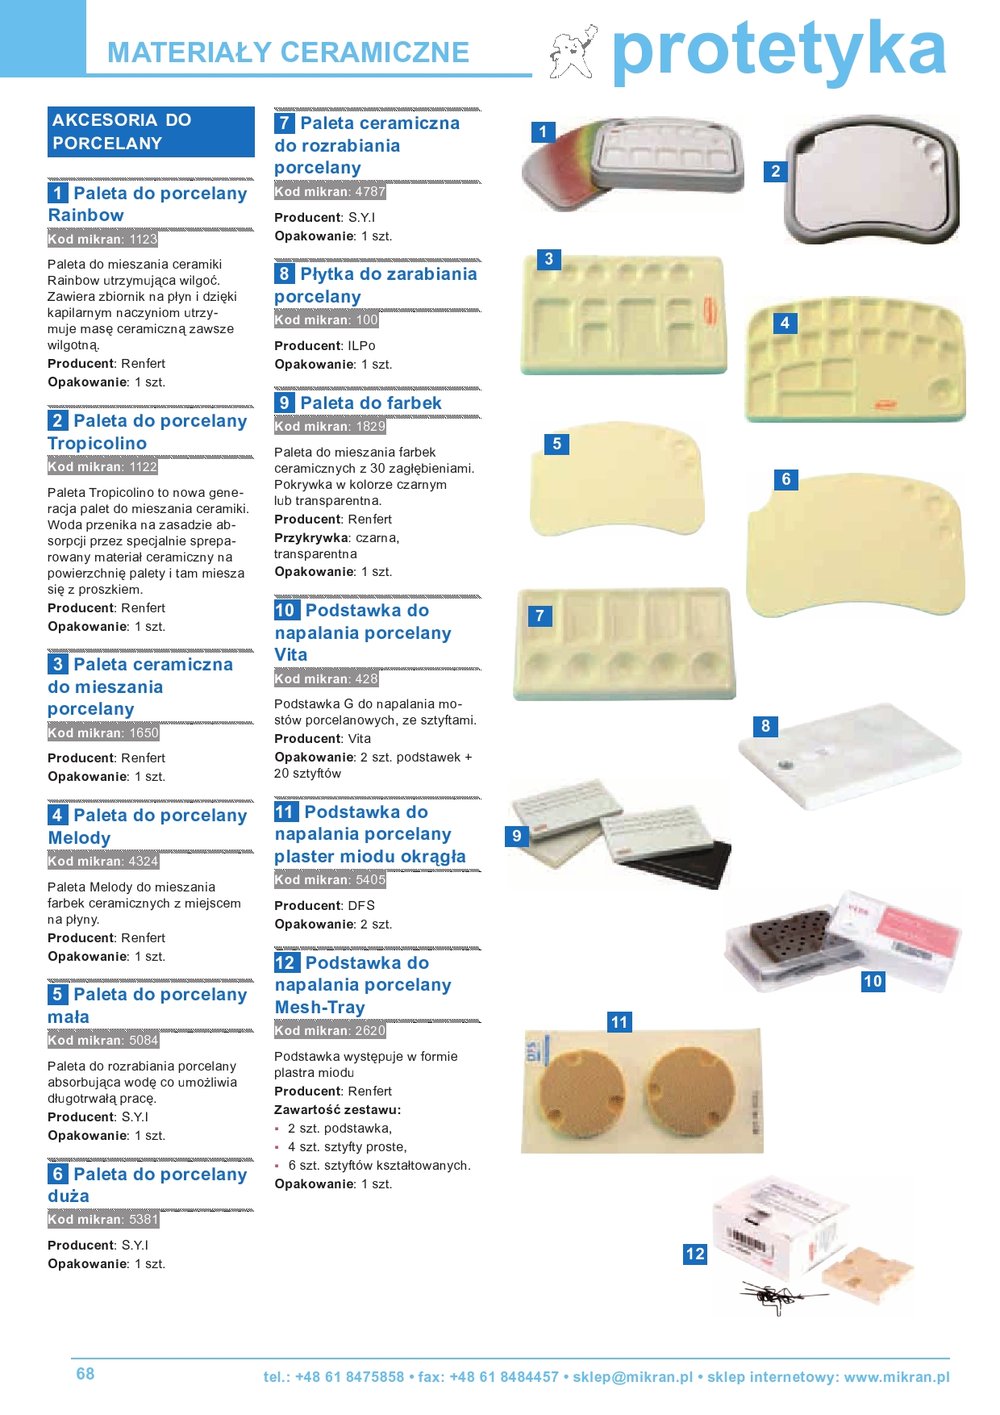 MATERIAŁY CERAMICZNE
protetyka
AKCESORIA DO
PORCELANY
1 Paleta do porcelany
Rainbow
Kod mikran: 1123
Paleta do mieszania ceramiki
Rainbow utrzymująca wilgoć.
Zawiera zbiornik na płyn i dzięki
kapilarnym naczyniom utrzy-
muje masę ceramiczną zawsze
wilgotną.
Producent: Renfert
Opakowanie: 1 szt.
2 Paleta do porcelany
Tropicolino
Kod mikran: 1122
Paleta Tropicolino to nowa gene-
racja palet do mieszania ceramiki.
Woda przenika na zasadzie ab-
sorpcji przez specjalnie sprepa-
rowany materiał ceramiczny na
powierzchnię palety i tam miesza
się z proszkiem.
Producent: Renfert
Opakowanie: 1 szt.
3 Paleta ceramiczna
do mieszania
porcelany
Kod mikran: 1650
Producent: Renfert
Opakowanie: 1 szt.
4 Paleta do porcelany
Melody
Kod mikran: 4324
Paleta Melody do mieszania
farbek ceramicznych z miejscem
na płyny.
Producent: Renfert
Opakowanie: 1 szt.
5 Paleta do porcelany
mała
Kod mikran: 5084
Paleta do rozrabiania porcelany
absorbująca wodę co umożliwia
długotrwałą pracę.
Producent: S.Y.I
Opakowanie: 1 szt.
6 Paleta do porcelany
duża
Kod mikran: 5381
Producent: S.Y.I
Opakowanie: 1 szt.
7 Paleta ceramiczna
do rozrabiania
porcelany
Kod mikran: 4787
Producent: S.Y.I
Opakowanie: 1 szt.
8 Płytka do zarabiania
porcelany
Kod mikran: 100
Producent: ILPo
Opakowanie: 1 szt.
9 Paleta do farbek
Kod mikran: 1829
Paleta do mieszania farbek
ceramicznych z 30 zagłębieniami.
Pokrywka w kolorze czarnym
lub transparentna.
Producent: Renfert
Przykrywka: czarna,
transparentna
Opakowanie: 1 szt.
10 Podstawka do
napalania porcelany
Vita
Kod mikran: 428
Podstawka G do napalania mo-
stów porcelanowych, ze sztyftami.
Producent: Vita
Opakowanie: 2 szt. podstawek +
20 sztyftów
11 Podstawka do
napalania porcelany
plaster miodu okrągła
Kod mikran: 5405
Producent: DFS
Opakowanie: 2 szt.
12 Podstawka do
napalania porcelany
Mesh-Tray
Kod mikran: 2620
Podstawka występuje w formie
plastra miodu
Producent: Renfert
Zawartość zestawu:
▪ 2 szt. podstawka,
▪ 4 szt. sztyfty proste,
▪ 6 szt. sztyftów kształtowanych.
Opakowanie: 1 szt.
1
2
3
4
5
6
7
8
9
10
11
DFS
12
68
tel.: +48 61 8475858 • fax: +48 61 8484457 • sklep@mikran.pl • sklep internetowy: www.mikran.pl